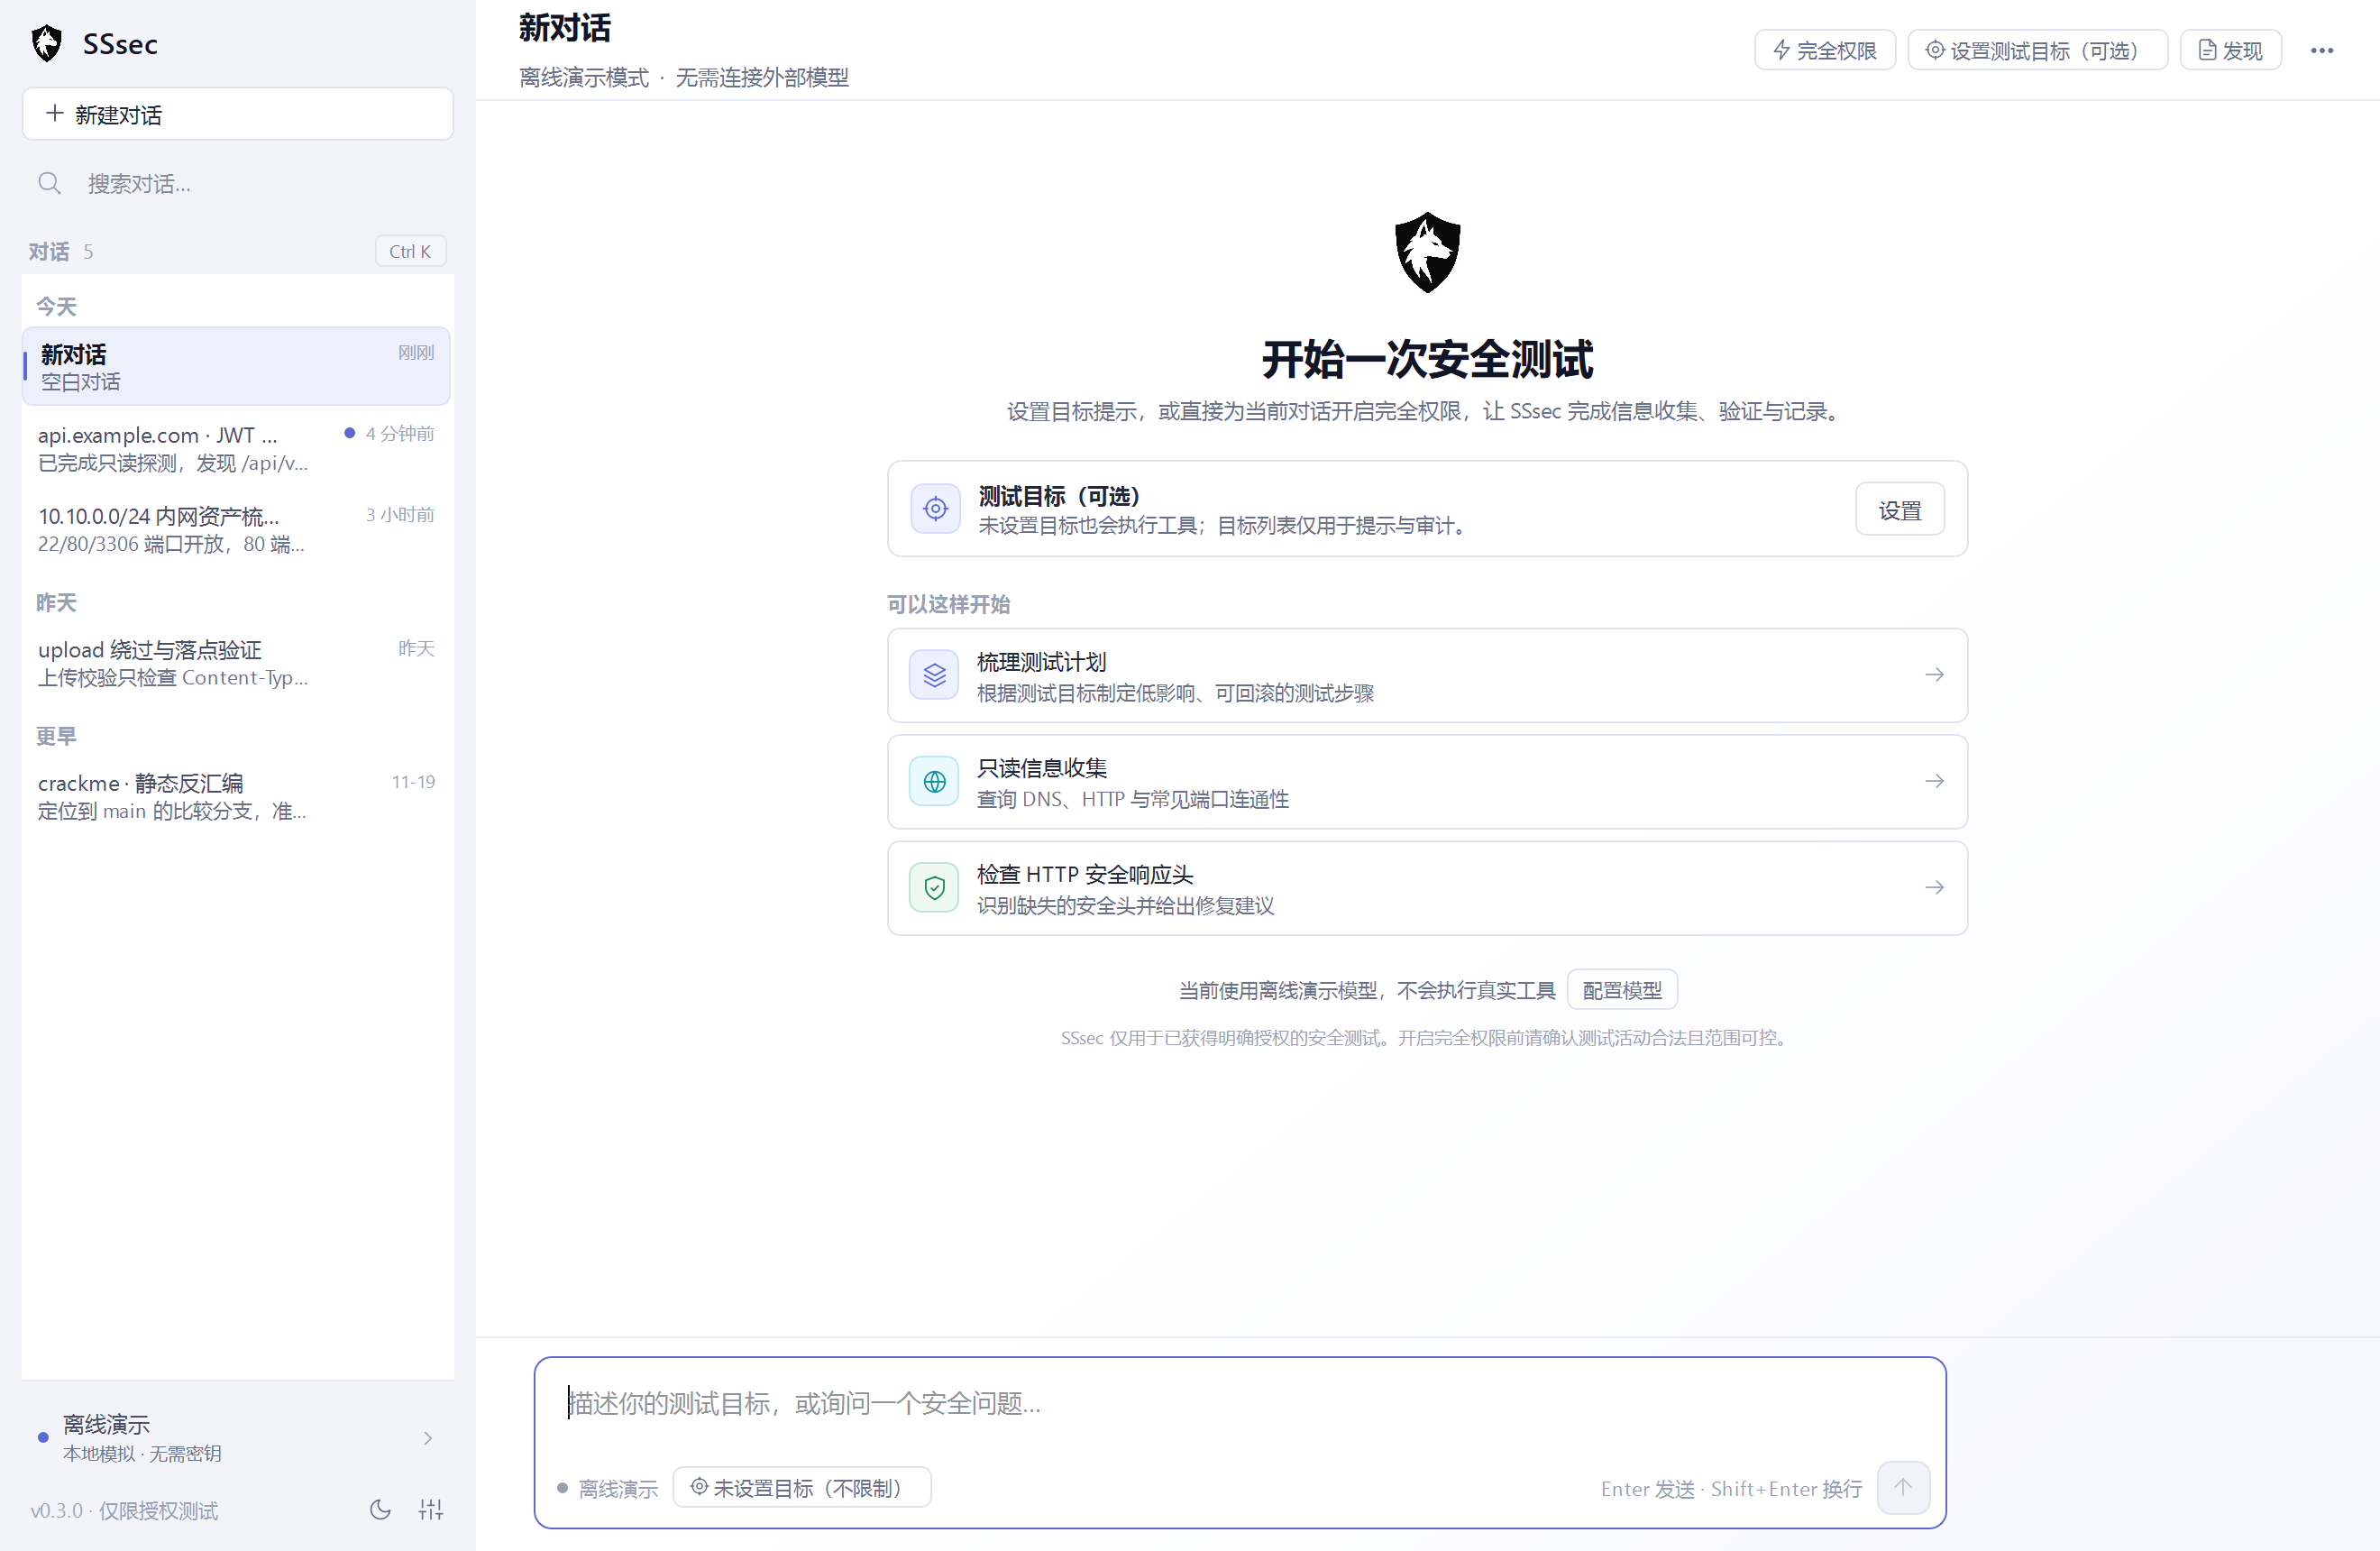 SSsec
新建对话
搜索对话...
对话 5
Ctrl K
今天
新对话
刚刚
空白对话
api.example.com · JWT ...
4 分钟前
已完成只读探测，发现 /api/v...
10.10.0.0/24 内网资产梳...
3 小时前
22/80/3306 端口开放，80 端...
昨天
upload 绕过与落点验证
昨天
上传校验只检查 Content-Typ...
更早
crackme · 静态反汇编
11-19
定位到 main 的比较分支，准...
离线演示
本地模拟 · 无需密钥
v0.3.0 · 仅限授权测试
新对话
离线演示模式 · 无需连接外部模型
完全权限
设置测试目标（可选）
发现
开始一次安全测试
设置目标提示，或直接为当前对话开启完全权限，让 SSsec 完成信息收集、验证与记录。
测试目标（可选）
未设置目标也会执行工具；目标列表仅用于提示与审计。
设置
可以这样开始
梳理测试计划
根据测试目标制定低影响、可回滚的测试步骤
只读信息收集
查询 DNS、HTTP 与常见端口连通性
检查 HTTP 安全响应头
识别缺失的安全头并给出修复建议
当前使用离线演示模型，不会执行真实工具
配置模型
SSsec 仅用于已获得明确授权的安全测试。开启完全权限前请确认测试活动合法且范围可控。
描述你的测试目标，或询问一个安全问题...
离线演示
未设置目标（不限制）
Enter 发送 · Shift+Enter 换行